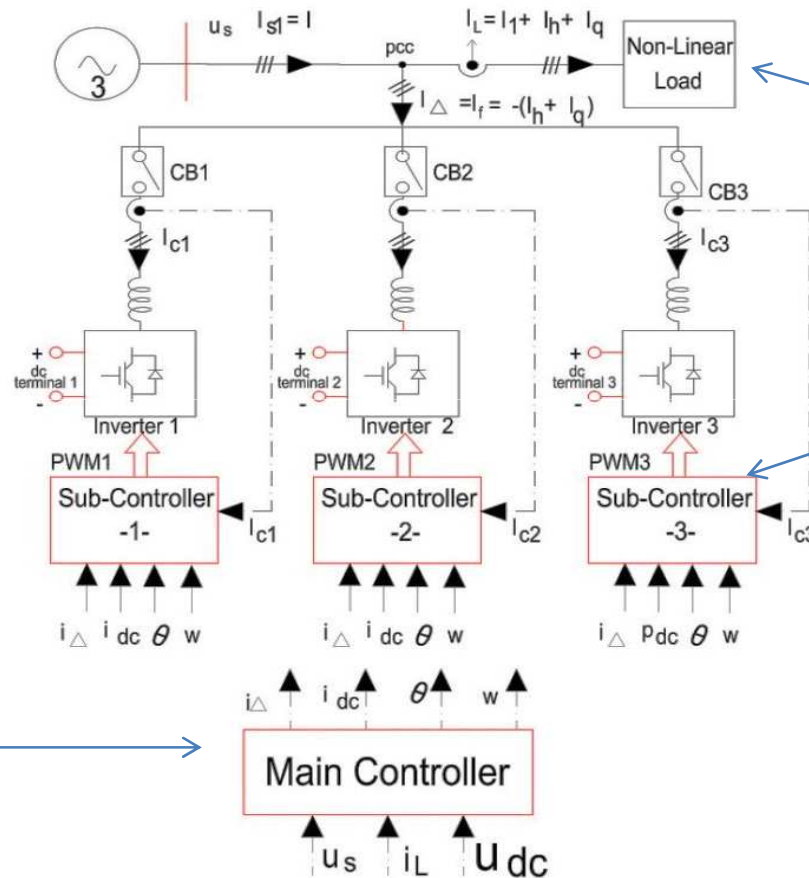 u_s I_s1 = I
pcc
I_L = I_1 + I_h + I_q
Non-Linear
Load
3
I_△ = I_f = -(I_h + I_q)
CB1
CB2
CB3
I_c1
I_c2
I_c3
+
dc
terminal 1
-
+
dc
terminal 2
-
+
dc
terminal 3
-
Inverter 1
Inverter 2
Inverter 3
PWM1
PWM2
PWM3
Sub-Controller
-1-
I_c1
Sub-Controller
-2-
I_c2
Sub-Controller
-3-
I_c3
i_△ i_dc θ w
i_△ i_dc θ w
i_△ p_dc θ w
i_△ i_dc θ w
Main Controller
u_s i_L u_dc